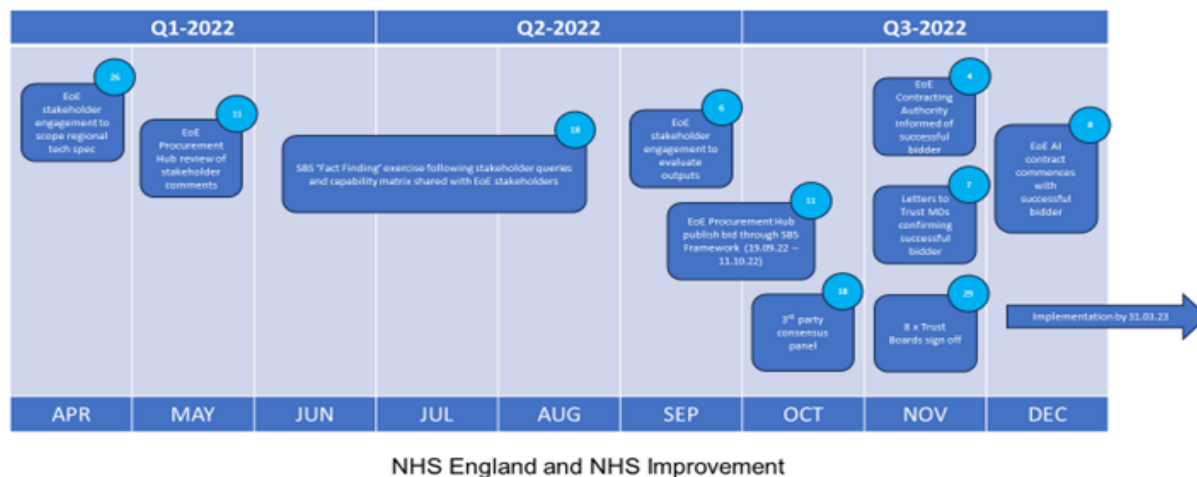 Q1-2022
Q2-2022
Q3-2022
26
EoE
stakeholder
engagement to
scope regional
tech spec
11
EoE
Procurement
Hub review of
stakeholder
comments
18
SBS "Fact Finding' exercise following stakeholder queries
and capability matrix shared with EoE stakeholders
6
EoE
stakeholder
engagement to
evaluate
outputs
11
EoE Procurement Hub
publish bid through SBS
Framework (19.09.22 –
11.10.22)
18
3rd party
consensus
panel
4
EoE
Contracting
Authority
informed of
successful
bidder
7
Letters to
Trust MDs
confirming
successful
bidder
29
8 x Trust
Boards sign off
8
EoE AI
contract
commences
with
successful
bidder
Implementation by 31.03.23
APR
MAY
JUN
JUL
AUG
SEP
OCT
NOV
DEC
NHS England and NHS Improvement